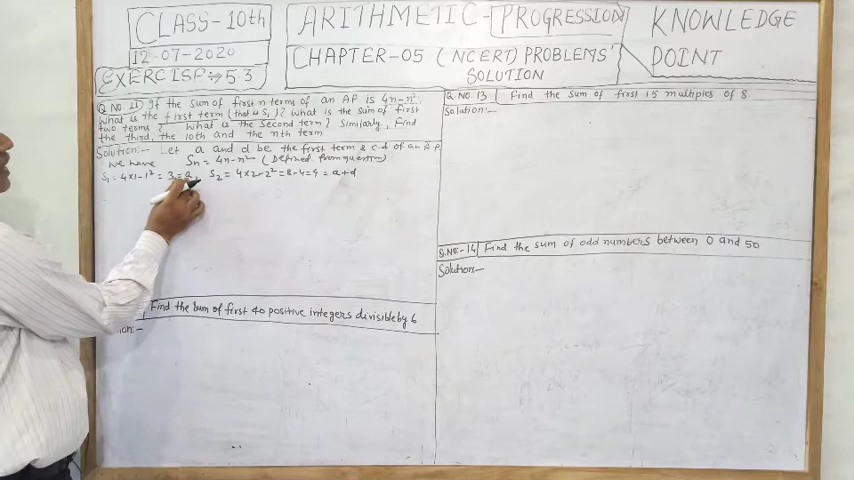 CLASS-10th
12-07-2020
EXERCISE⇒5.3
ARITHMETIC-PROGRESSION
CHAPTER-05 (NCERT) PROBLEMS'
SOLUTION
KNOWLEDGE
POINT
Q NO 11) If the sum of first n terms of an AP is 4n-n².
What is the first term (that is S₁)? What is the sum of first
two terms? What is the second term? Similarly, Find
the third, the 10th and the nth term
Solution:- Let a and d be the first term & c.d of an A.P
we have Sn = 4n-n² (Defined from question)
S₁ = 4×1-1² = 3 = a, S₂ = 4×2-2² = 8-4=4 = a+d
Find the sum of first 40 positive integers divisible by 6
Q NO. 13 Find the sum of first 15 multiples of 8.
Solution:-
Q.NO:-14 Find the sum of odd numbers between 0 and 50
Solution:-